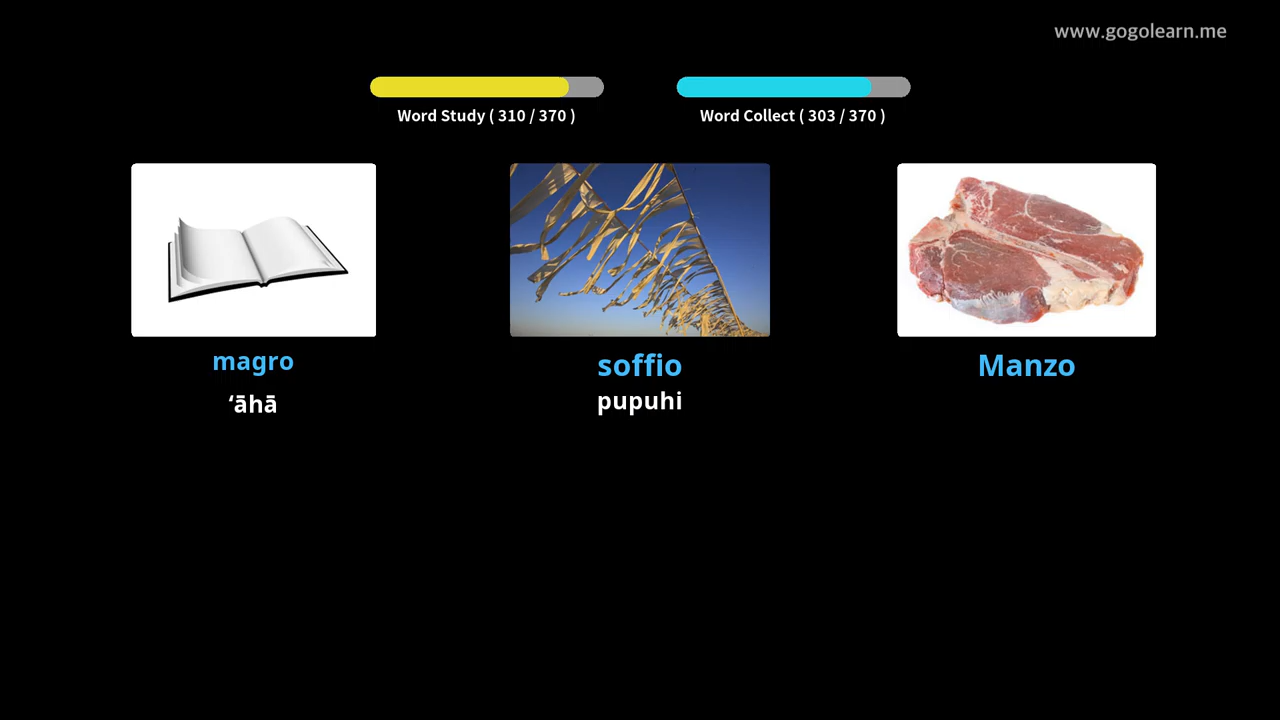 www.gogolearn.me
Word Study ( 310 / 370 )
Word Collect ( 303 / 370 )
magro
ʻāhā
soffio
pupuhi
Manzo